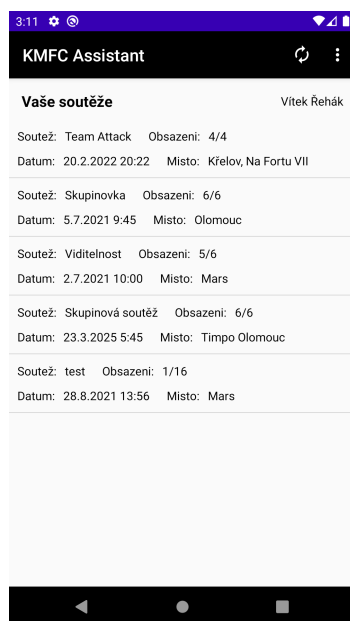 3:11
KMFC Assistant
Vaše soutěže Vítek Řehák
Soutež: Team Attack Obsazeni: 4/4
Datum: 20.2.2022 20:22 Misto: Křelov, Na Fortu VII
Soutež: Skupinovka Obsazeni: 6/6
Datum: 5.7.2021 9:45 Misto: Olomouc
Soutež: Viditelnost Obsazeni: 5/6
Datum: 2.7.2021 10:00 Misto: Mars
Soutež: Skupinová soutěž Obsazeni: 6/6
Datum: 23.3.2025 5:45 Misto: Timpo Olomouc
Soutež: test Obsazeni: 1/16
Datum: 28.8.2021 13:56 Misto: Mars